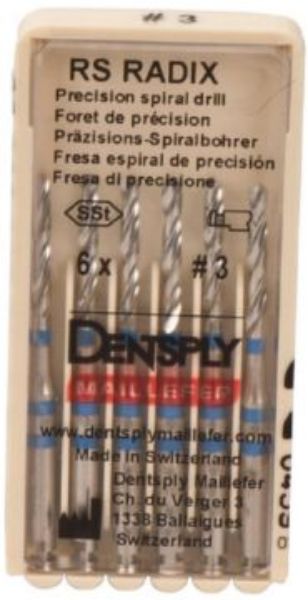 # 3
RS RADIX
Precision spiral drill
Foret de précision
Präzisions-Spiralbohrer
Fresa espiral de precisión
Fresa di precisione
SSt
6 x # 3
DENTSPLY
MAILLEFER
www.dentsplymaillefer.com
Made in Switzerland
Dentsply Maillefer
Ch. du Verger 3
1338 Ballaigues
Switzerland